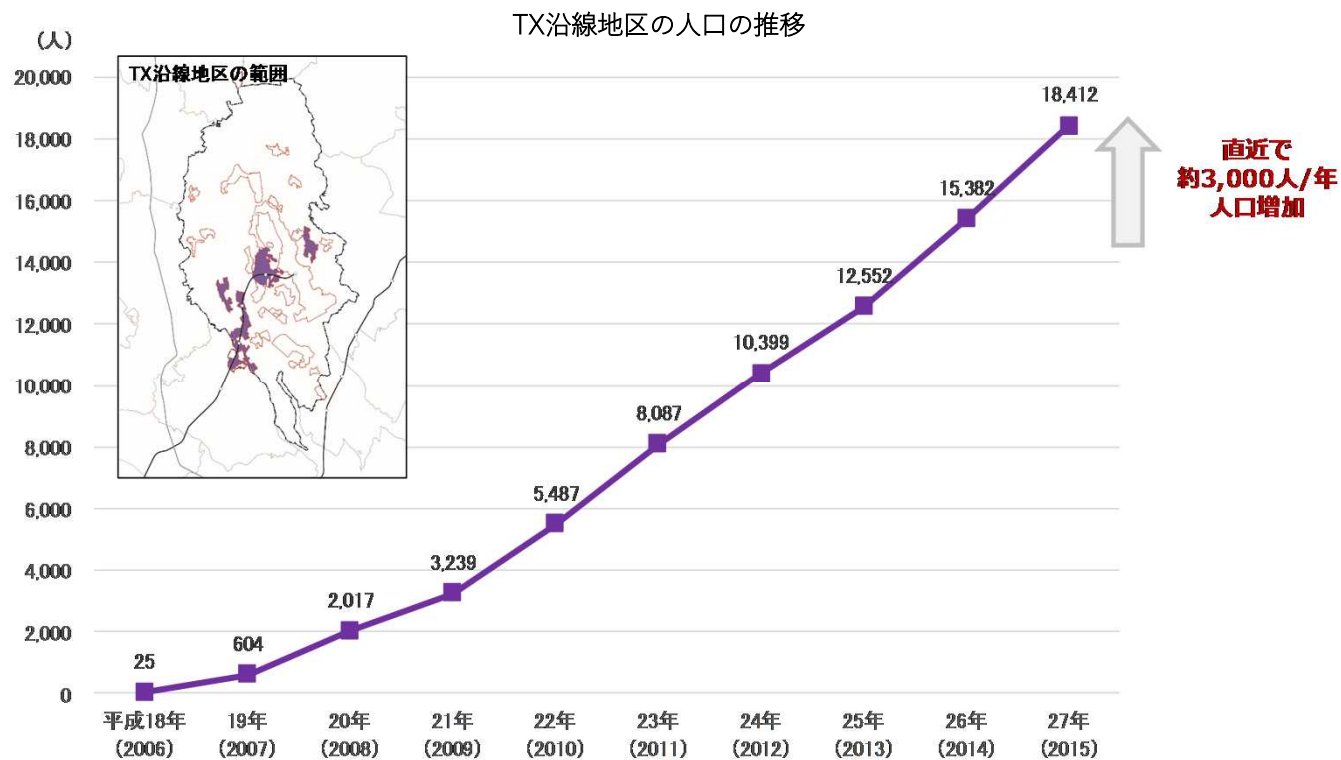 TX沿線地区の人口の推移
（人）
TX沿線地区の範囲
20,000
18,000
16,000
14,000
12,000
10,000
8,000
6,000
4,000
2,000
0
25
604
2,017
3,239
5,487
8,087
10,399
12,552
15,382
18,412
直近で
約3,000人/年
人口増加
平成18年 19年 20年 21年 22年 23年 24年 25年 26年 27年
（2006） （2007） （2008） （2009） （2010） （2011） （2012） （2013） （2014） （2015）